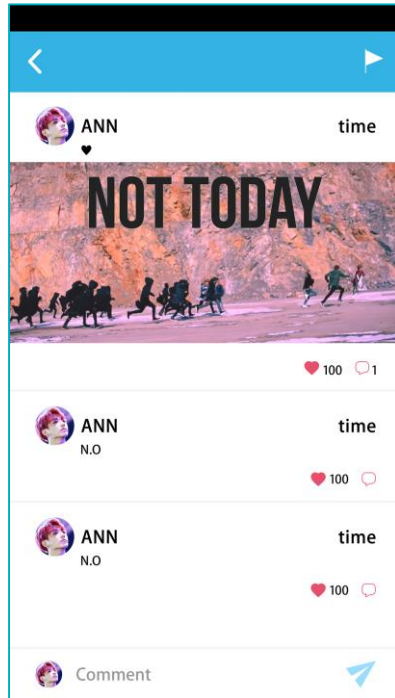 ANN
time
♥
NOT TODAY
100
1
ANN
time
N.O
100
ANN
time
N.O
100
Comment